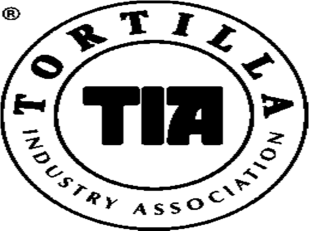 ®
TORTILLA
TIA
INDUSTRY ASSOCIATION